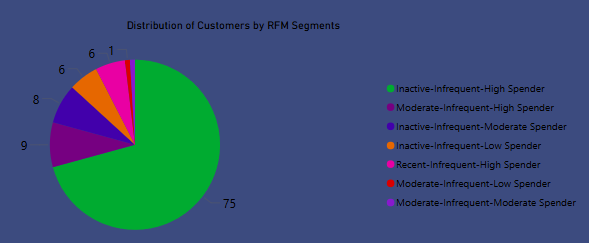 Distribution of Customers by RFM Segments
6
1
6
8
9
75
Inactive-Infrequent-High Spender
Moderate-Infrequent-High Spender
Inactive-Infrequent-Moderate Spender
Inactive-Infrequent-Low Spender
Recent-Infrequent-High Spender
Moderate-Infrequent-Low Spender
Moderate-Infrequent-Moderate Spender